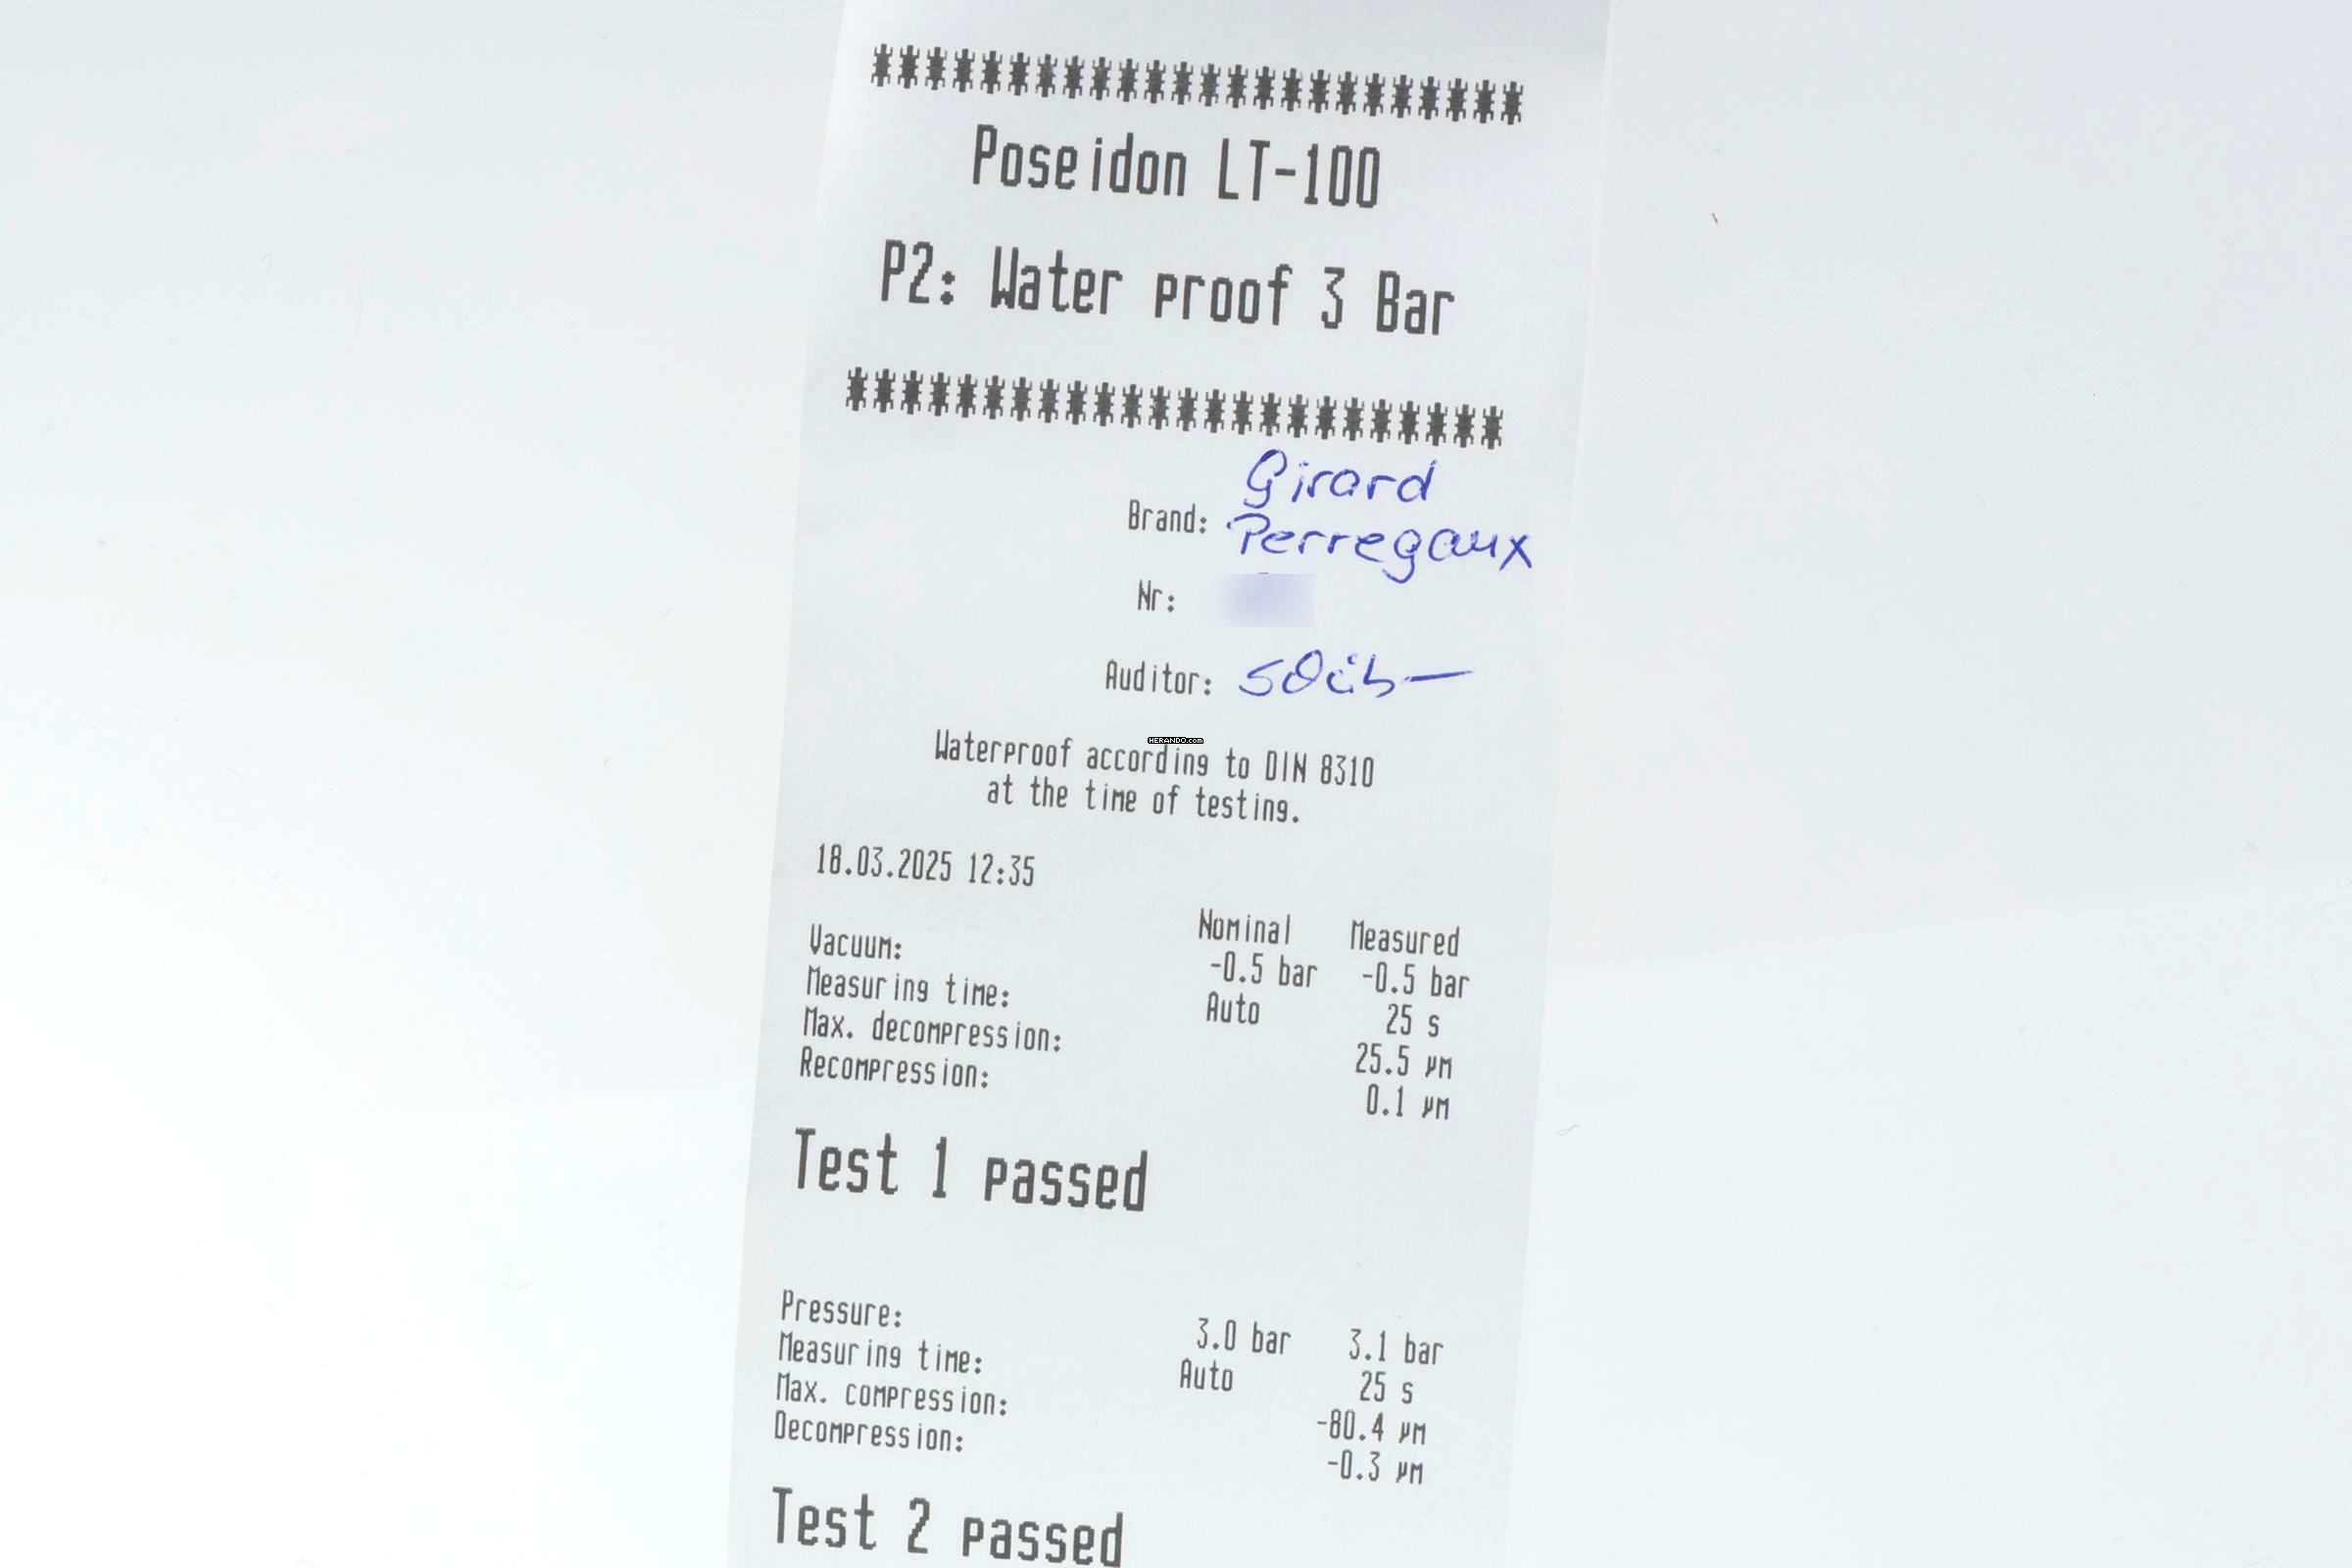 ************************
Poseidon LT-100
P2: Water proof 3 Bar
************************
Brand: Girard
Perregaux
Nr:
Auditor:
HERANDO.com
Waterproof according to DIN 8310
at the time of testing.
18.03.2025 12:35
Nominal Measured
Vacuum: -0.5 bar -0.5 bar
Measuring time: Auto 25 s
Max. decompression: 25.5 µm
Recompression: 0.1 µm
Test 1 passed
Pressure: 3.0 bar 3.1 bar
Measuring time: Auto 25 s
Max. compression: -80.4 µm
Decompression: -0.3 µm
Test 2 passed